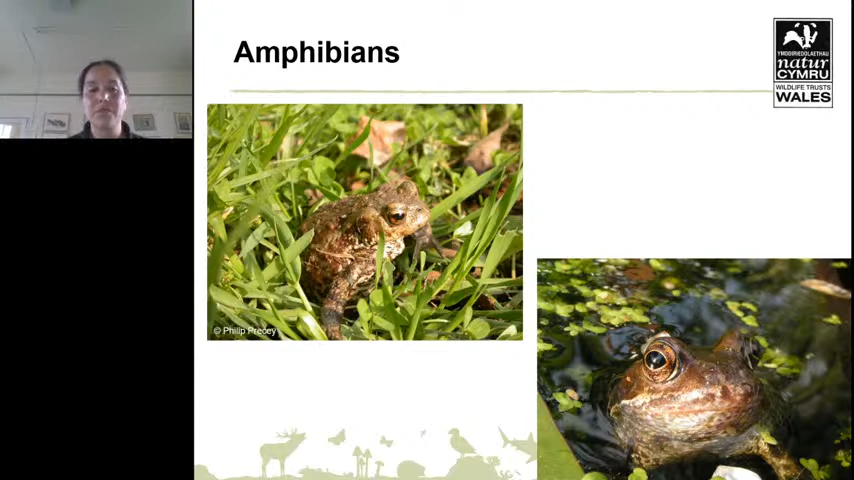 Amphibians
YMDDIRIEDOLAETHAU
natur
CYMRU
WILDLIFE TRUSTS
WALES
© Philip Precey